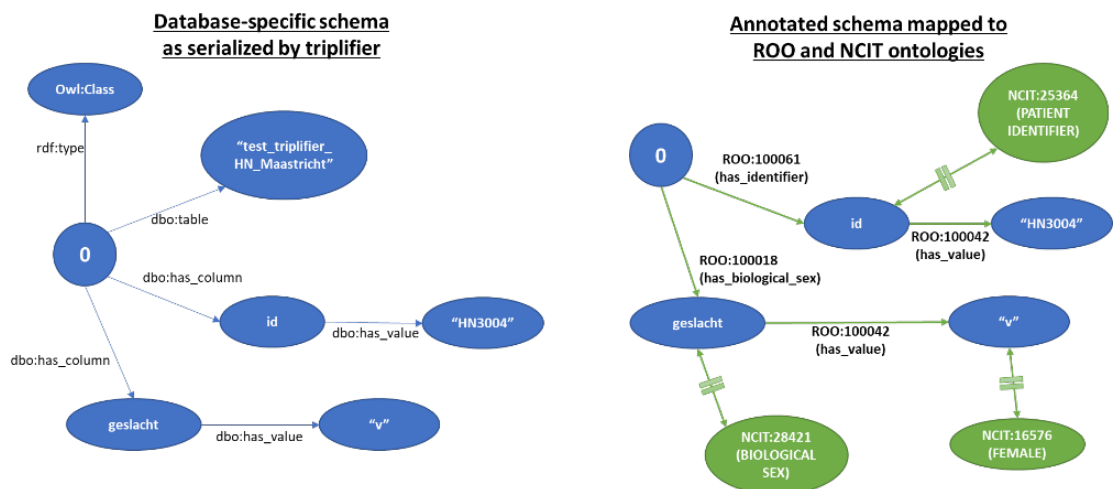 Database-specific schema
as serialized by triplifier
Owl:Class
rdf:type
“test_triplifier_
HN_Maastricht”
dbo:table
0
dbo:has_column
id
dbo:has_value
“HN3004”
dbo:has_column
geslacht
dbo:has_value
“v”
Annotated schema mapped to
ROO and NCIT ontologies
NCIT:25364
(PATIENT
IDENTIFIER)
0
ROO:100061
(has_identifier)
id
ROO:100042
(has_value)
“HN3004”
ROO:100018
(has_biological_sex)
geslacht
ROO:100042
(has_value)
“v”
NCIT:28421
(BIOLOGICAL
SEX)
NCIT:16576
(FEMALE)